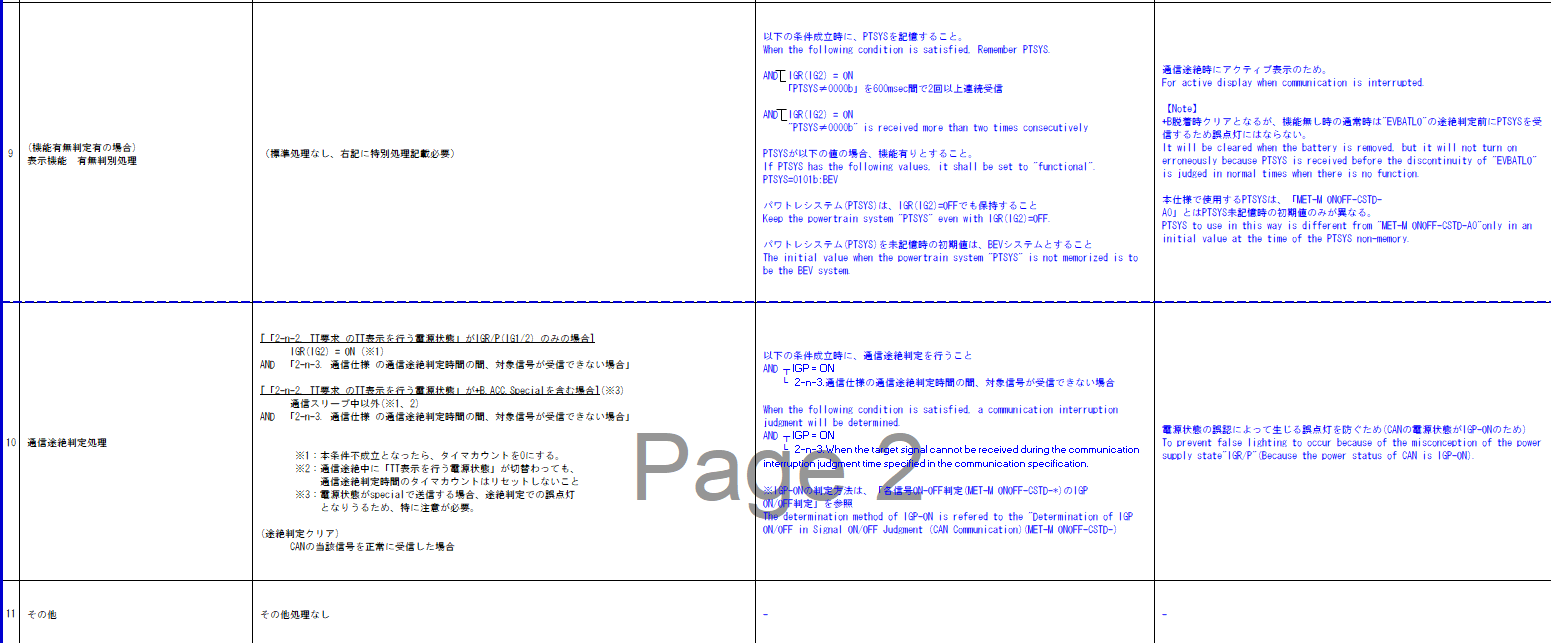 9
(機能有無判定有の場合)
表示機能　有無判別処理
(標準処理なし、右記に特別処理記載必要)
以下の条件成立時に、PTSYSを記憶すること。
When the following condition is satisfied, Remember PTSYS.
AND┬IGR(IG2) = ON
「PTSYS≠0000b」を600msec間で2回以上連続受信
AND┬IGR(IG2) = ON
"PTSYS≠0000b" is received more than two times consecutively
PTSYSが以下の値の場合、機能有りとすること。
If PTSYS has the following values, it shall be set to "functional".
PTSYS=0101b:BEV
パワトレシステム(PTSYS)は、IGR(IG2)=OFFでも保持すること
Keep the powertrain system "PTSYS" even with IGR(IG2)=OFF.
パワトレシステム(PTSYS)を未記憶時の初期値は、BEVシステムとすること
The initial value when the powertrain system "PTSYS" is not memorized is to
be the BEV system.
通信途絶時にアクティブ表示のため。
For active display when communication is interrupted.
【Note】
+B脱着時クリアとなるが、機能無し時の通常時は"EVBATLO"の途絶判定前にPTSYSを受
信するため誤点灯にはならない。
It will be cleared when the battery is removed, but it will not turn on
erroneously because PTSYS is received before the discontinuity of "EVBATLO"
is judged in normal times when there is no function.
本仕様で使用するPTSYSは、「MET-M_ONOFF-CSTD-
A0」とはPTSYS未記憶時の初期値のみが異なる。
PTSYS to use in this way is different from "MET-M_ONOFF-CSTD-A0"only in an
initial value at the time of the PTSYS non-memory.
10
通信途絶判定処理
[「2-n-2. TT要求 のTT表示を行う電源状態」がIGR/P(IG1/2) のみの場合]
IGR(IG2) = ON (※1)
AND 「2-n-3. 通信仕様 の通信途絶判定時間の間、対象信号が受信できない場合」
[「2-n-2. TT要求 のTT表示を行う電源状態」が+B,ACC,Specialを含む場合](※3)
通信スリープ中以外(※1、2)
AND 「2-n-3. 通信仕様 の通信途絶判定時間の間、対象信号が受信できない場合」
※1：本条件不成立となったら、タイマカウントを0にする。
※2：通信途絶中に「TT表示を行う電源状態」が切替わっても、
通信途絶判定時間のタイマカウントはリセットしないこと
※3：電源状態がspecialで送信する場合、途絶判定での誤点灯
となりうるため、特に注意が必要。
(途絶判定クリア)
CANの当該信号を正常に受信した場合
以下の条件成立時に、通信途絶判定を行うこと
AND ┬IGP = ON
└ 2-n-3.通信仕様の通信途絶判定時間の間、対象信号が受信できない場合
When the following condition is satisfied, a communication interruption
judgment will be determined.
AND ┬IGP = ON
└ 2-n-3.When the target signal cannot be received during the communication
interruption judgment time specified in the communication specification.
※IGP-ONの判定方法は、「各信号ON-OFF判定(MET-M_ONOFF-CSTD-*)のIGP
ON/OFF判定」を参照
The determination method of IGP-ON is refered to the "Determination of IGP
ON/OFF in Signal ON/OFF Judgment (CAN Communication)(MET-M_ONOFF-CSTD-)
電源状態の誤認によって生じる誤点灯を防ぐため(CANの電源状態がIGP-ONのため)
To prevent false lighting to occur because of the misconception of the power
supply state"IGR/P"(Because the power status of CAN is IGP-ON).
Page 2
11
その他
その他処理なし
-
-